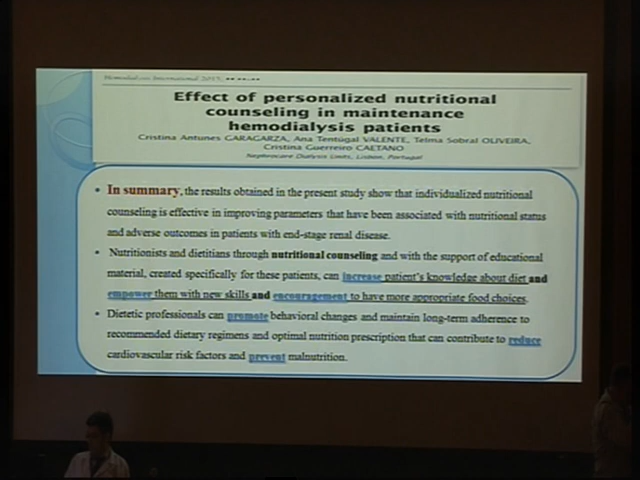 Hemodialysis International 2015; •• ••–••
Effect of personalized nutritional
counseling in maintenance
hemodialysis patients
Cristina Antunes GARAGARZA, Ana Tentúgal VALENTE, Telma Sobral OLIVEIRA,
Cristina Guerreiro CAETANO
Nephrocare Dialysis Units, Lisbon, Portugal
• In summary, the results obtained in the present study show that individualized nutritional
counseling is effective in improving parameters that have been associated with nutritional status
and adverse outcomes in patients with end-stage renal disease.
• Nutritionists and dietitians through nutritional counseling and with the support of educational
material, created specifically for these patients, can increase patient's knowledge about diet and
empower them with new skills and encouragement to have more appropriate food choices.
• Dietetic professionals can promote behavioral changes and maintain long-term adherence to
recommended dietary regimens and optimal nutrition prescription that can contribute to reduce
cardiovascular risk factors and prevent malnutrition.